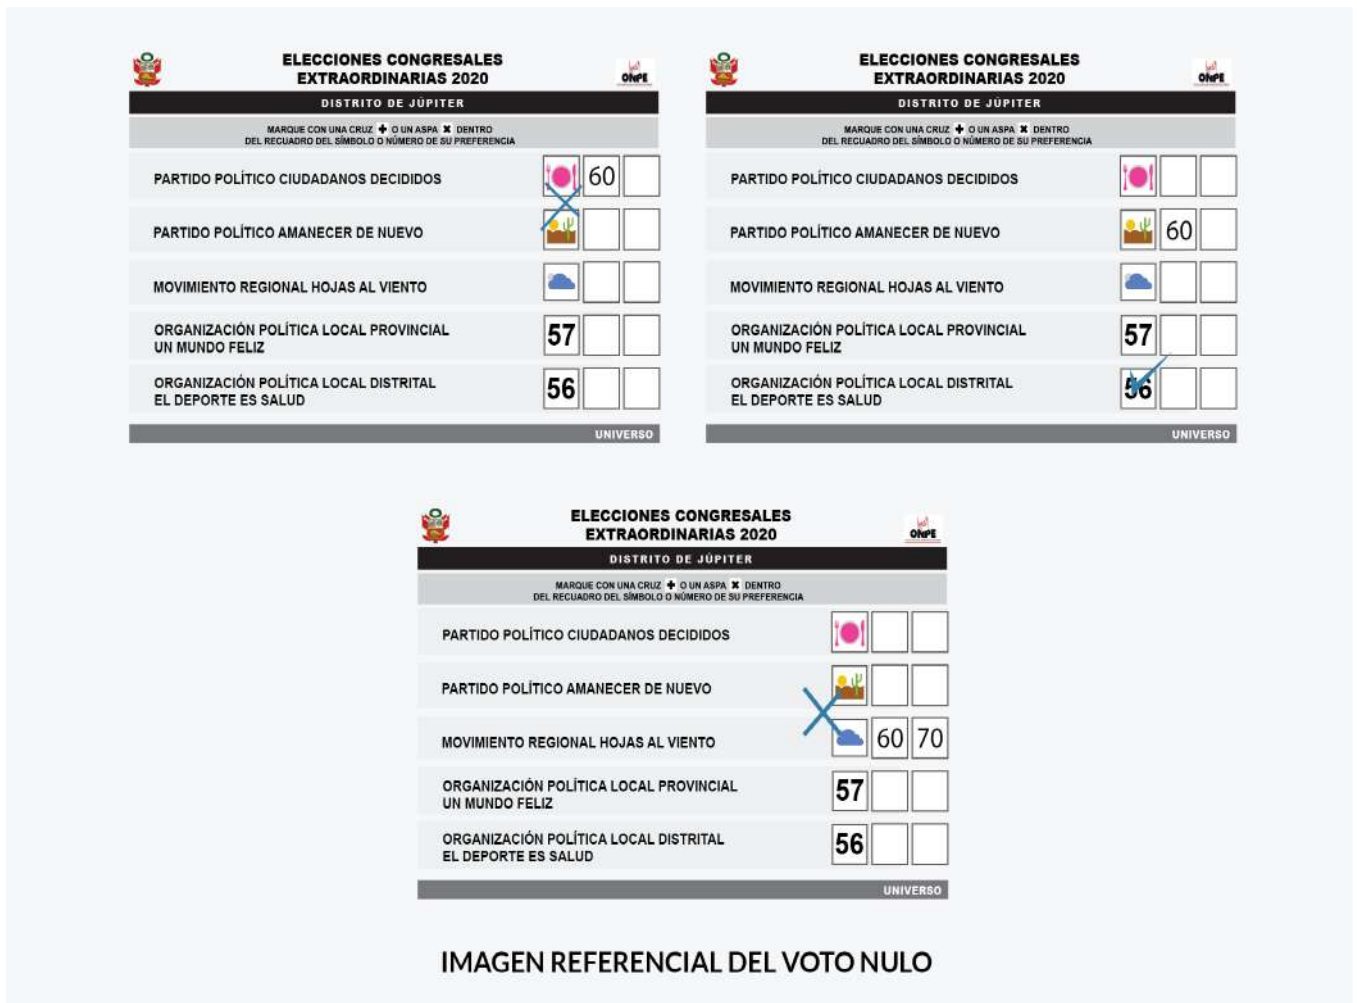 ELECCIONES CONGRESALES
EXTRAORDINARIAS 2020
ONPE
DISTRITO DE JÚPITER
MARQUE CON UNA CRUZ + O UN ASPA X DENTRO
DEL RECUADRO DEL SÍMBOLO O NÚMERO DE SU PREFERENCIA
PARTIDO POLÍTICO CIUDADANOS DECIDIDOS 60
PARTIDO POLÍTICO AMANECER DE NUEVO
MOVIMIENTO REGIONAL HOJAS AL VIENTO
ORGANIZACIÓN POLÍTICA LOCAL PROVINCIAL
UN MUNDO FELIZ
57
ORGANIZACIÓN POLÍTICA LOCAL DISTRITAL
EL DEPORTE ES SALUD
56
UNIVERSO
ELECCIONES CONGRESALES
EXTRAORDINARIAS 2020
ONPE
DISTRITO DE JÚPITER
MARQUE CON UNA CRUZ + O UN ASPA X DENTRO
DEL RECUADRO DEL SÍMBOLO O NÚMERO DE SU PREFERENCIA
PARTIDO POLÍTICO CIUDADANOS DECIDIDOS
PARTIDO POLÍTICO AMANECER DE NUEVO 60
MOVIMIENTO REGIONAL HOJAS AL VIENTO
ORGANIZACIÓN POLÍTICA LOCAL PROVINCIAL
UN MUNDO FELIZ
57
ORGANIZACIÓN POLÍTICA LOCAL DISTRITAL
EL DEPORTE ES SALUD
56
UNIVERSO
ELECCIONES CONGRESALES
EXTRAORDINARIAS 2020
ONPE
DISTRITO DE JÚPITER
MARQUE CON UNA CRUZ + O UN ASPA X DENTRO
DEL RECUADRO DEL SÍMBOLO O NÚMERO DE SU PREFERENCIA
PARTIDO POLÍTICO CIUDADANOS DECIDIDOS
PARTIDO POLÍTICO AMANECER DE NUEVO
MOVIMIENTO REGIONAL HOJAS AL VIENTO 60 70
ORGANIZACIÓN POLÍTICA LOCAL PROVINCIAL
UN MUNDO FELIZ
57
ORGANIZACIÓN POLÍTICA LOCAL DISTRITAL
EL DEPORTE ES SALUD
56
UNIVERSO
IMAGEN REFERENCIAL DEL VOTO NULO